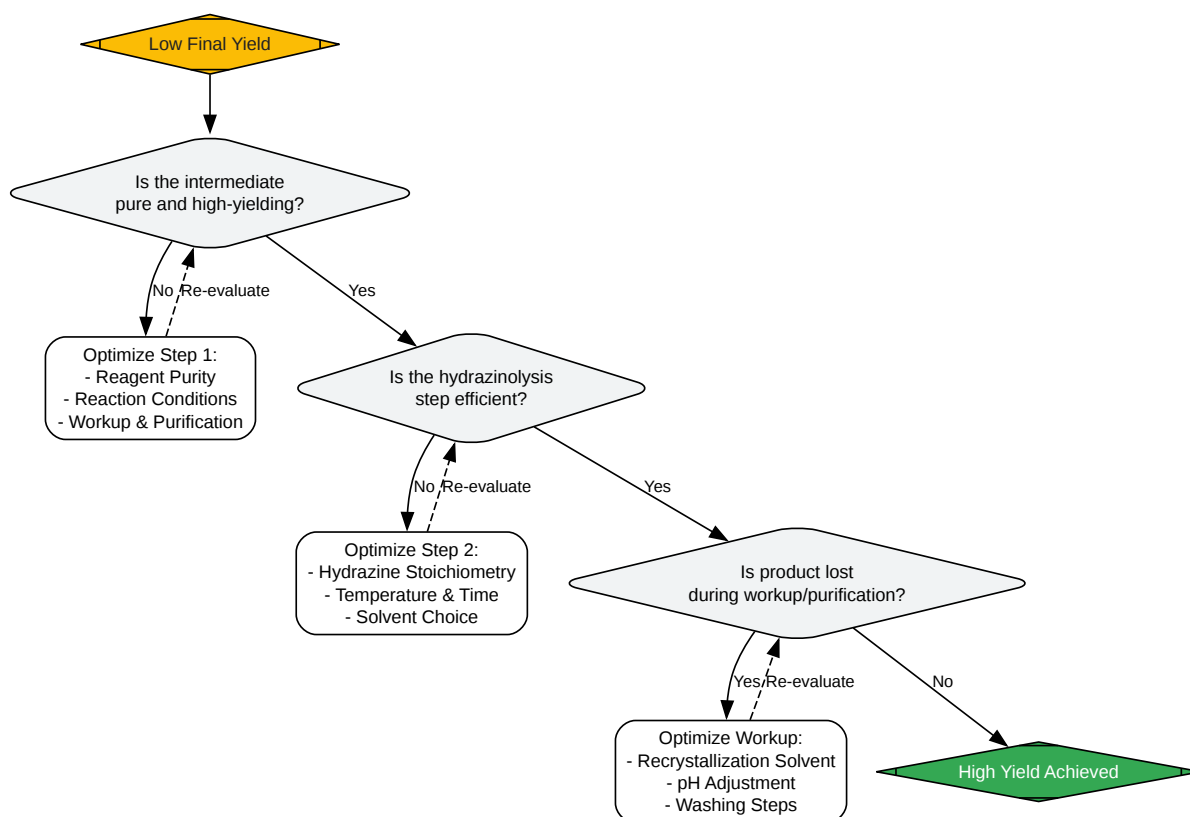 Low Final Yield
Is the intermediate
pure and high-yielding?
No
Re-evaluate
Yes
Optimize Step 1:
- Reagent Purity
- Reaction Conditions
- Workup & Purification
Is the hydrazinolysis
step efficient?
No
Re-evaluate
Yes
Optimize Step 2:
- Hydrazine Stoichiometry
- Temperature & Time
- Solvent Choice
Is product lost
during workup/purification?
Yes
Re-evaluate
No
Optimize Workup:
- Recrystallization Solvent
- pH Adjustment
- Washing Steps
High Yield Achieved